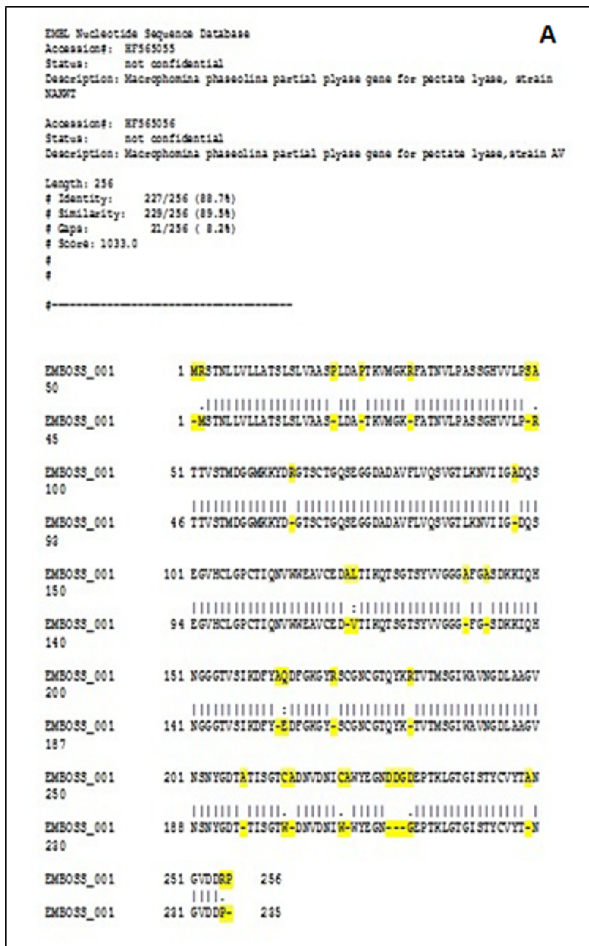 A
EMBL Nucleotide Sequence Database
Accession#: HF565055
Status: not confidential
Description: Macrophomina phaseolina partial plyase gene for pectate lyase, strain
NAKWT
Accession#: HF565056
Status: not confidential
Description: Macrophomina phaseolina partial plyase gene for pectate lyase,strain AV
Length: 256
# Identity: 227/256 (88.7%)
# Similarity: 229/256 (89.5%)
# Gaps: 21/256 ( 8.2%)
# Score: 1033.0
#
#
#---------------------------------------
EMBOSS_001 1 MRSTNLLVLLATSLSLVAASPLDAPTKVMGKRFATNVLPASSGHVVLPSA
50
.|||||||||||||||||| ||| |||||| ||||||||||||||||| .
EMBOSS_001 1 -MSTNLLVLLATSLSLVAAS-LDA-TKVMGK-FATNVLPASSGHVVLP-R
45
EMBOSS_001 51 TTVSTMDGGMKKYDRGTSCTGQSEGGDADAVFLVQSVGTLKNVIIGADQS
100
|||||||||||||| ||||||||||||||||||||||||||||||| |||
EMBOSS_001 46 TTVSTMDGGMKKYD-GTSCTGQSEGGDADAVFLVQSVGTLKNVIIG-DQS
93
EMBOSS_001 101 EGVHCLGPCTIQNVWWEAVCEDALTIKQTSGTSYVVGGGAFGASDKKIQH
150
|||||||||||||||||||||| :|||||||||||||||| || |||||||
EMBOSS_001 94 EGVHCLGPCTIQNVWWEAVCED-VTIKQTSGTSYVVGGG-FG-SDKKIQH
140
EMBOSS_001 151 NGGGTVSIKDFYAQDFGKGYRSCGNCGTQYKRTVTMSGIWAVNGDLAAGV
200
|||||||||||| :||||||| |||||||||| ||||||||||||||||||
EMBOSS_001 141 NGGGTVSIKDFY-EDFGKGY-SCGNCGTQYK-TVTMSGIWAVNGDLAAGV
187
EMBOSS_001 201 NSNYGDTATISGTCADNVDNICAWYEGNDDGDEPTKLGTGISTYCVYTAN
250
||||||| |||||. |||||||. |||||| .|||||||||||||||| |
EMBOSS_001 188 NSNYGDT-TISGTW-DNVDNIW-WYEGN---GEPTKLGTGISTYCVYT-N
230
EMBOSS_001 251 GVDDRP 256
||||.
EMBOSS_001 231 GVDDP- 235